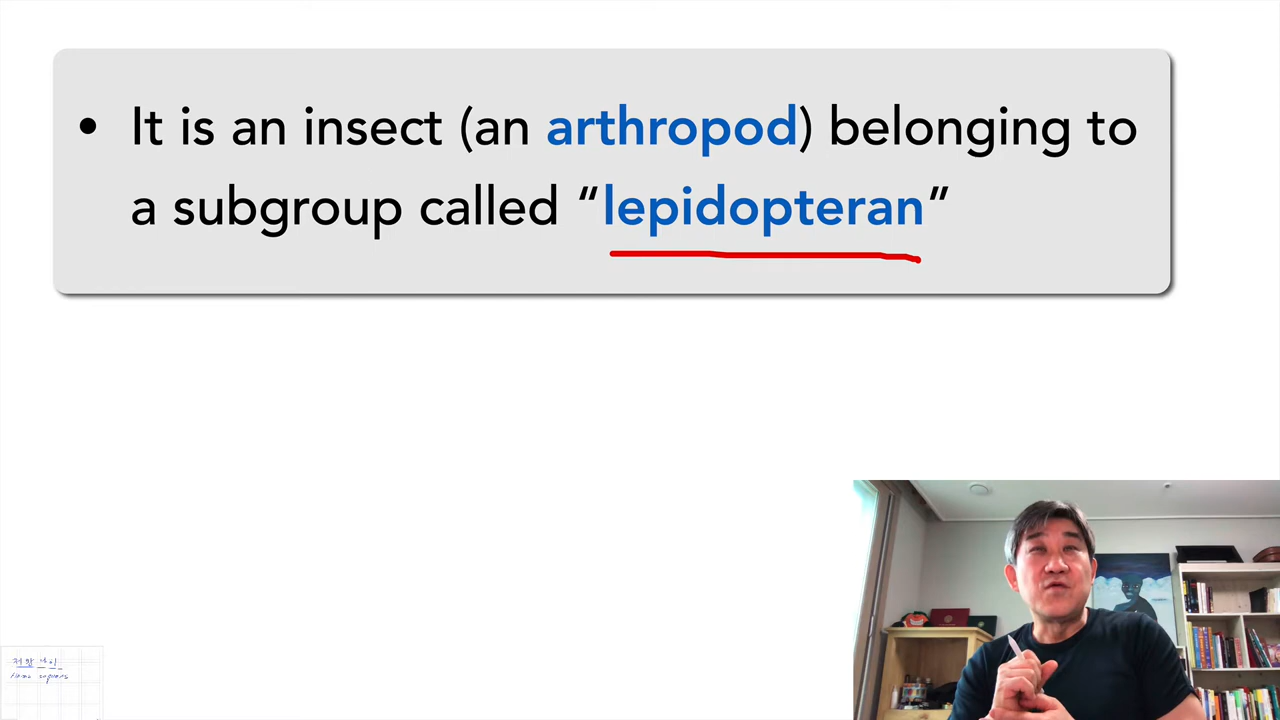 • It is an insect (an arthropod) belonging to
a subgroup called “lepidopteran”